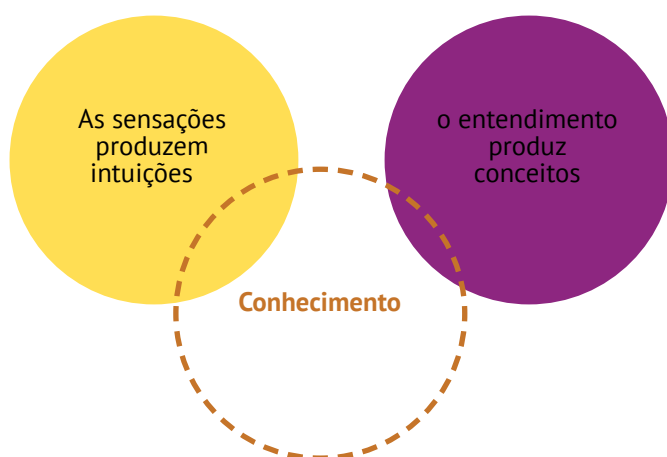 As sensações
produzem
intuições
o entendimento
produz
conceitos
Conhecimento